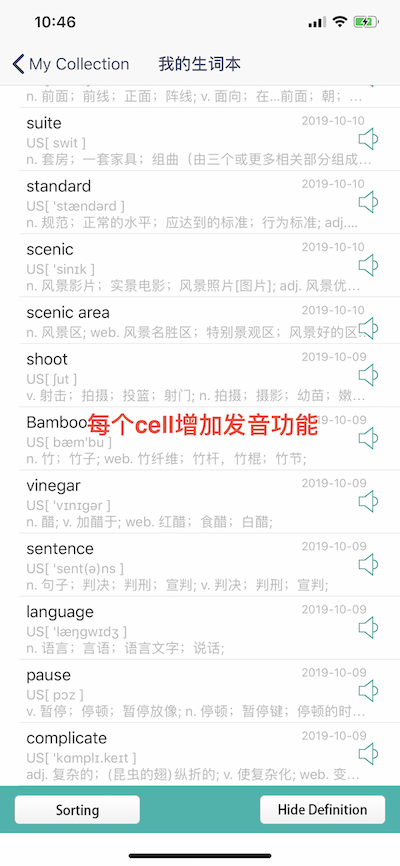 10:46
My Collection 我的生词本
n. 前面；前线；正面；阵线; v. 面向；在…前面；朝；…
suite 2019-10-10
US[ swit ]
n. 套房；一套家具；组曲（由三个或更多相关部分组成…
standard 2019-10-10
US[ 'stændərd ]
n. 规范；正常的水平；应达到的标准；行为标准; adj.…
scenic 2019-10-10
US[ 'sinɪk ]
n. 风景影片；实景电影；风景照片[图片]; adj. 风景优…
scenic area 2019-10-10
n. 风景区; web. 风景名胜区；特别景观区；风景好的区…
shoot 2019-10-09
US[ ʃut ]
v. 射击；拍摄；投篮；射门; n. 拍摄；摄影；幼苗；嫩…
Bamboo 2019-10-09
每个cell增加发音功能
US[ bæm'bu ]
n. 竹；竹子; web. 竹纤维；竹杆，竹棍；竹节;
vinegar 2019-10-09
US[ 'vɪnɪgər ]
n. 醋; v. 加醋于; web. 红醋；食醋；白醋;
sentence 2019-10-09
US[ 'sent(ə)ns ]
n. 句子；判决；判刑；宣判; v. 判决；判刑；宣判;
language 2019-10-09
US[ 'læŋgwɪdʒ ]
n. 语言；言语；语言文字；说话;
pause 2019-10-09
US[ pɔz ]
v. 暂停；停顿；暂停放像; n. 停顿；暂停键；停顿的时…
complicate 2019-10-09
US[ 'kɑmplɪ.keɪt ]
adj. 复杂的；(昆虫的翅) 纵折的; v. 使复杂化; web. 变…
Sorting Hide Definition